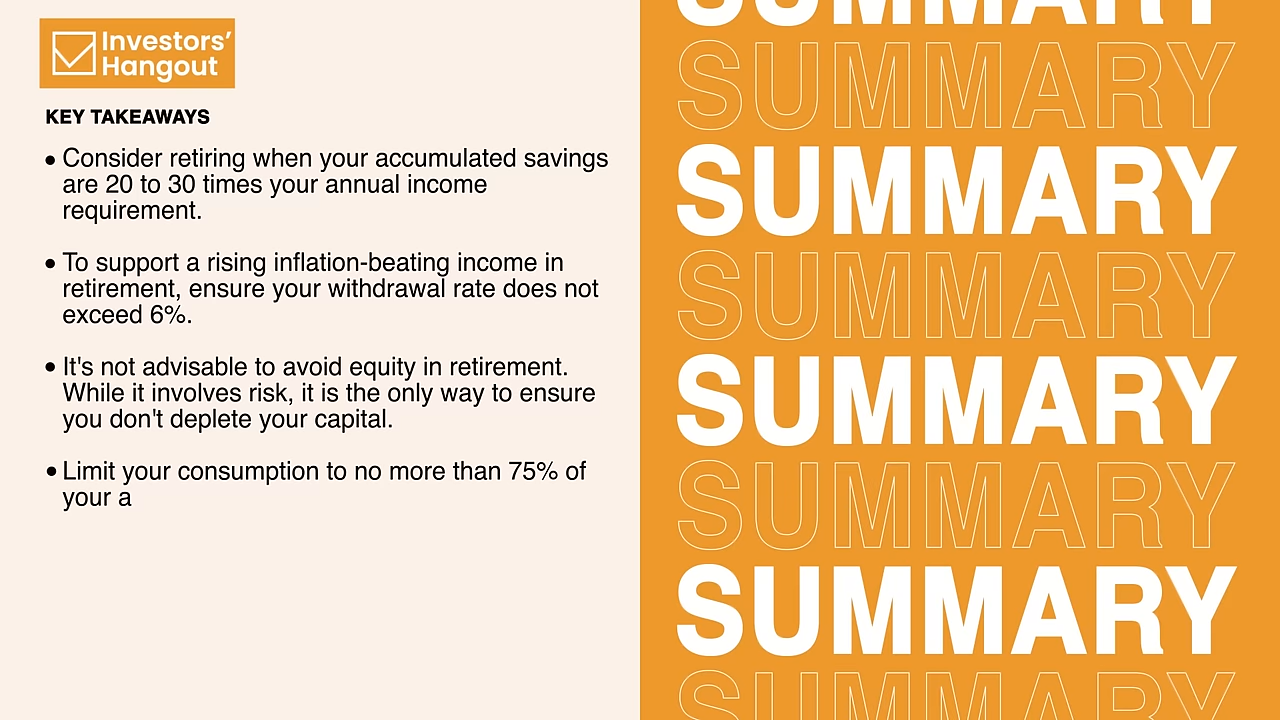 Investors'
Hangout
KEY TAKEAWAYS
• Consider retiring when your accumulated savings
are 20 to 30 times your annual income
requirement.
• To support a rising inflation-beating income in
retirement, ensure your withdrawal rate does not
exceed 6%.
• It's not advisable to avoid equity in retirement.
While it involves risk, it is the only way to ensure
you don't deplete your capital.
• Limit your consumption to no more than 75% of
your a
SUMMARY
SUMMARY
SUMMARY
SUMMARY
SUMMARY
SUMMARY
SUMMARY
SUMMARY